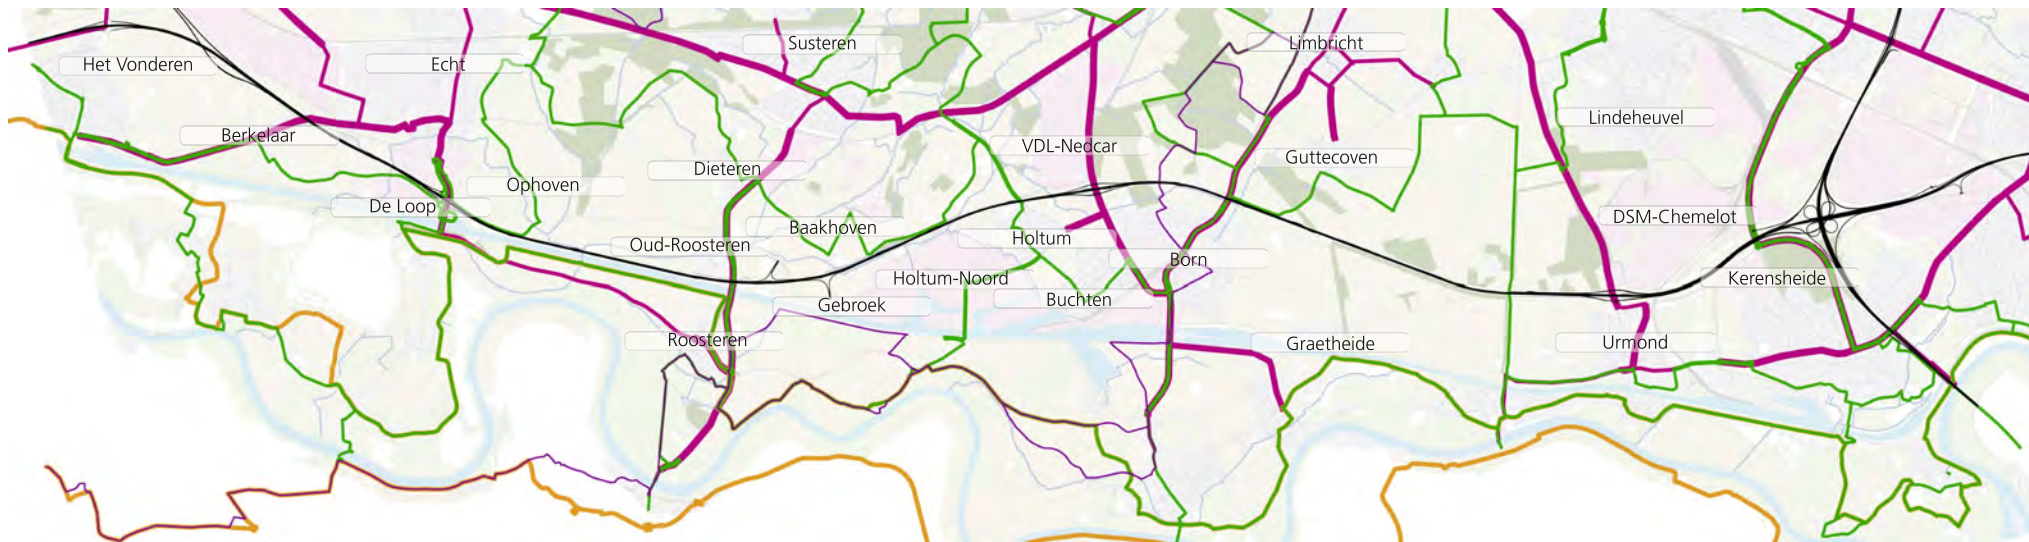 Susteren
Limbricht
Het Vonderen
Echt
Lindeheuvel
Berkelaar
VDL-Nedcar
Guttecoven
Dieteren
Ophoven
De Loop
DSM-Chemelot
Baakhoven
Oud-Roosteren
Holtum
Born
Holtum-Noord
Kerensheide
Buchten
Gebroek
Roosteren
Graetheide
Urmond